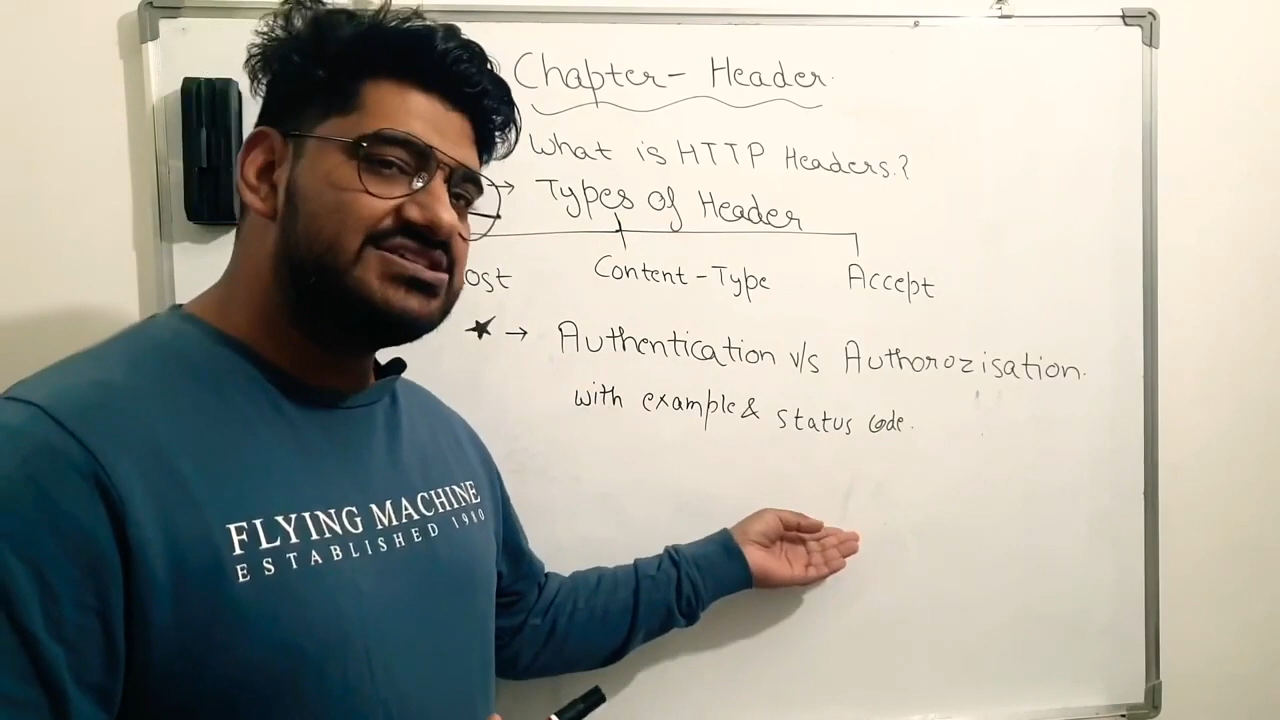 Chapter- Header.
What is HTTP Headers.?
→ Types of Header
ost Content-Type Accept
★ → Authentication v/s Authorozisation.
with example & status code.
FLYING MACHINE
ESTABLISHED 1980